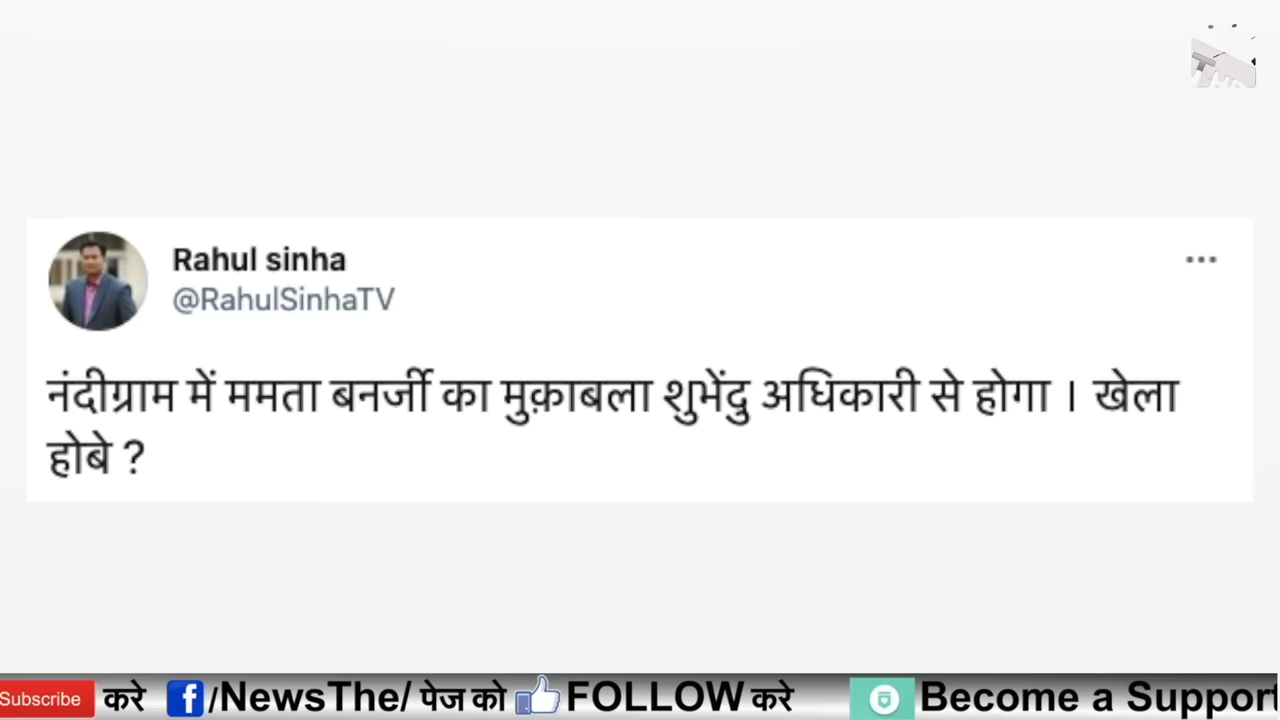 Rahul sinha
@RahulSinhaTV
नंदीग्राम में ममता बनर्जी का मुक़ाबला शुभेंदु अधिकारी से होगा । खेला
होबे ?
Subscribe करे f/NewsThe/ पेज को FOLLOW करे Become a Support